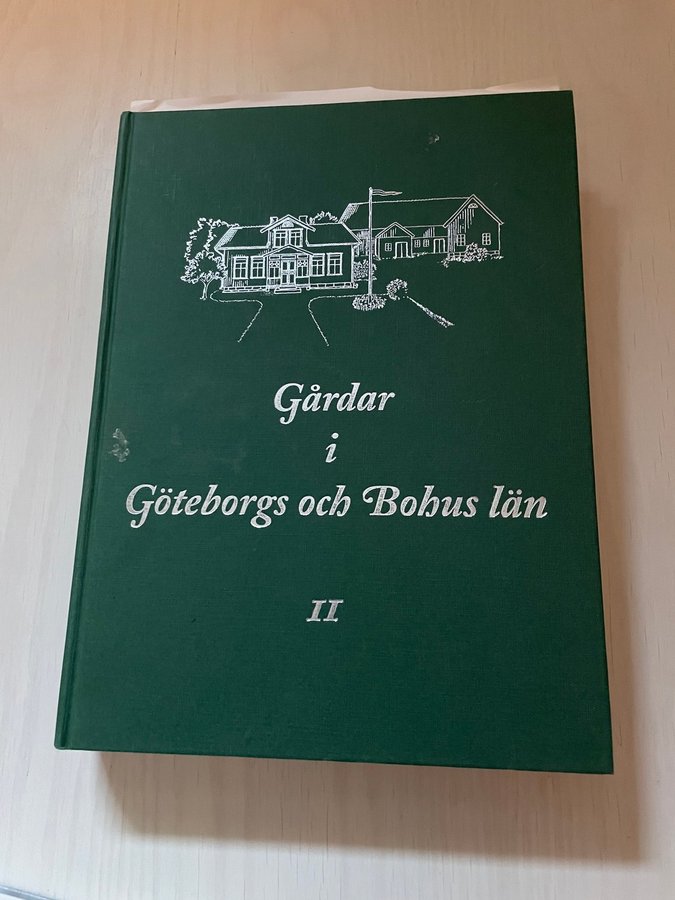 Gårdar
i
Göteborgs och Bohus län
II